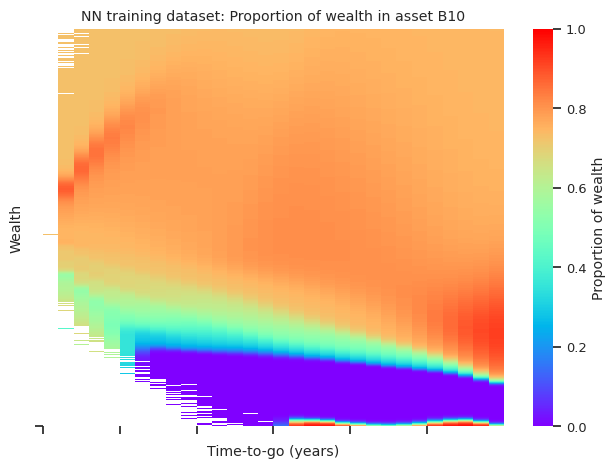 NN training dataset: Proportion of wealth in asset B10
Wealth
Time-to-go (years)
1.0
0.8
0.6
0.4
0.2
0.0
Proportion of wealth